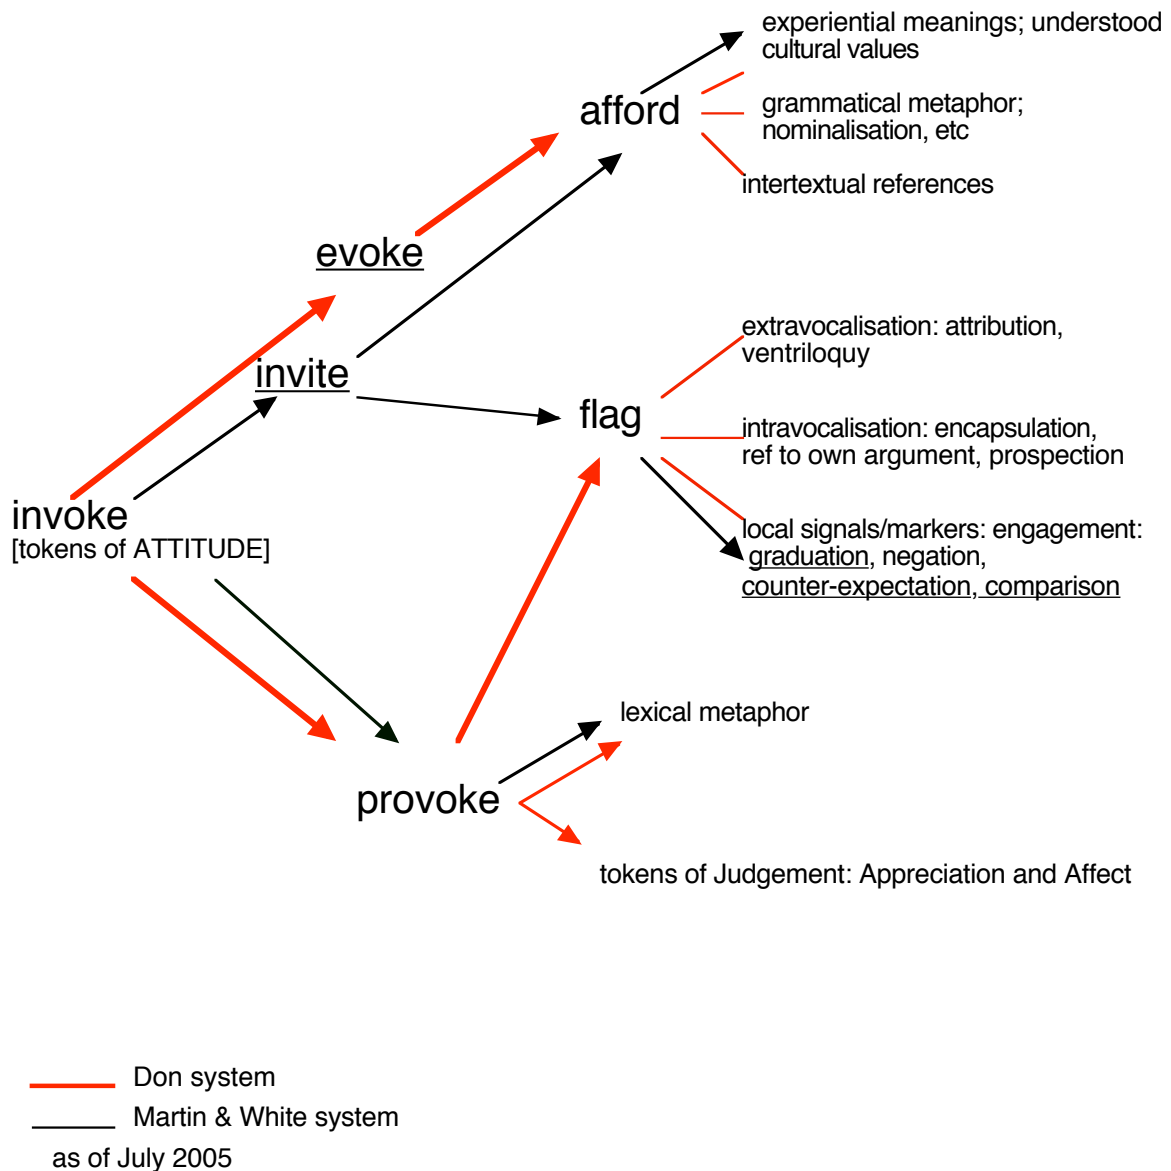 experiential meanings; understood
cultural values
afford
grammatical metaphor;
nominalisation, etc
intertextual references
evoke
extravocalisation: attribution,
ventriloquy
invite
flag
intravocalisation: encapsulation,
ref to own argument, prospection
invoke
[tokens of ATTITUDE]
local signals/markers: engagement:
graduation, negation,
counter-expectation, comparison
lexical metaphor
provoke
tokens of Judgement: Appreciation and Affect
Don system
Martin & White system
as of July 2005